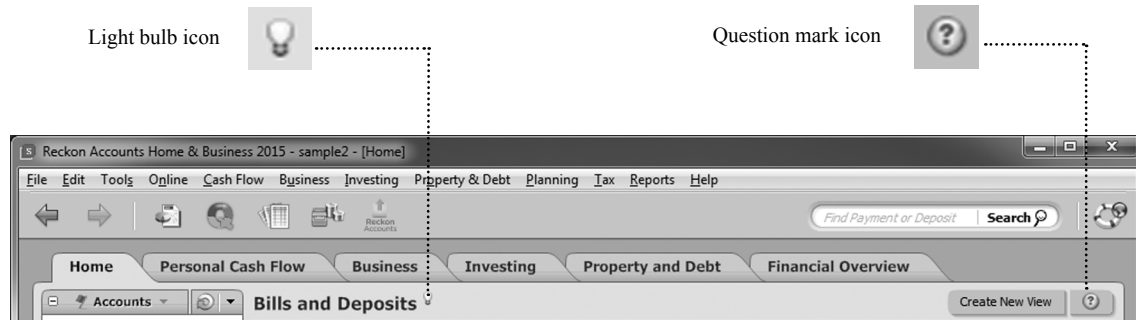 Light bulb icon
Question mark icon
Reckon Accounts Home & Business 2015 - sample2 - [Home]
File Edit Tools Online Cash Flow Business Investing Property & Debt Planning Tax Reports Help
Reckon
Accounts
Find Payment or Deposit Search
Home Personal Cash Flow Business Investing Property and Debt Financial Overview
Accounts Bills and Deposits Create New View ?